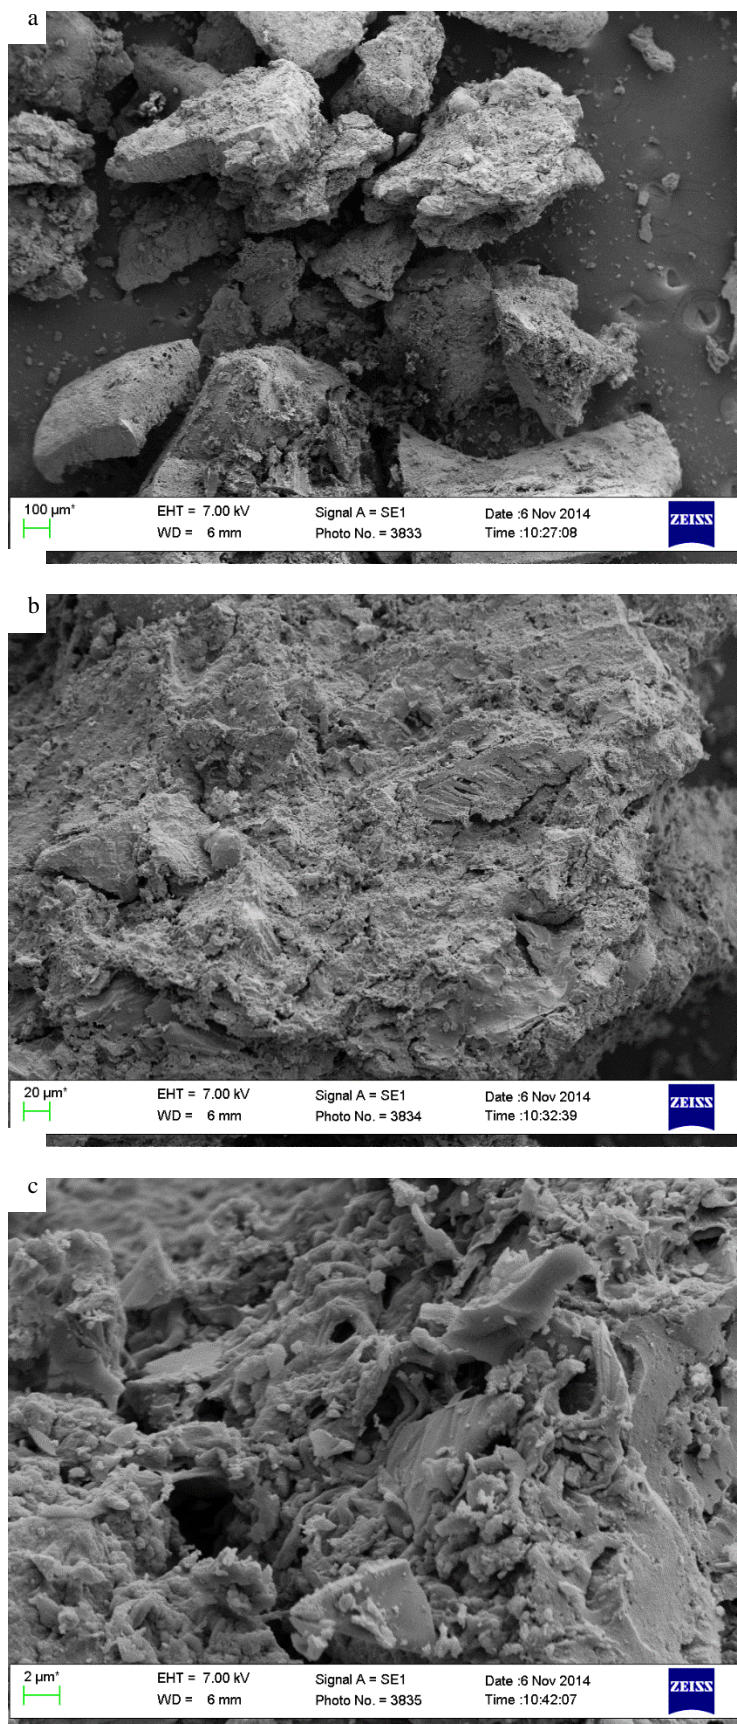 a
100 µm*
EHT = 7.00 kV
WD = 6 mm
Signal A = SE1
Photo No. = 3833
Date :6 Nov 2014
Time :10:27:08
ZEISS
b
20 µm*
EHT = 7.00 kV
WD = 6 mm
Signal A = SE1
Photo No. = 3834
Date :6 Nov 2014
Time :10:32:39
ZEISS
c
2 µm*
EHT = 7.00 kV
WD = 6 mm
Signal A = SE1
Photo No. = 3835
Date :6 Nov 2014
Time :10:42:07
ZEISS